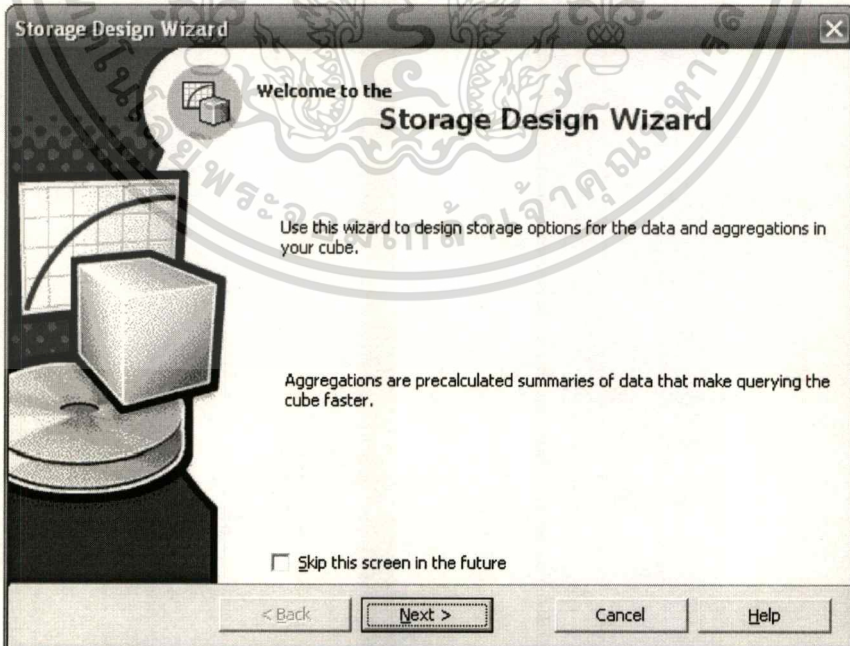 Storage Design Wizard
Welcome to the
Storage Design Wizard
Use this wizard to design storage options for the data and aggregations in
your cube.
Aggregations are precalculated summaries of data that make querying the
cube faster.
Skip this screen in the future
< Back
Next >
Cancel
Help